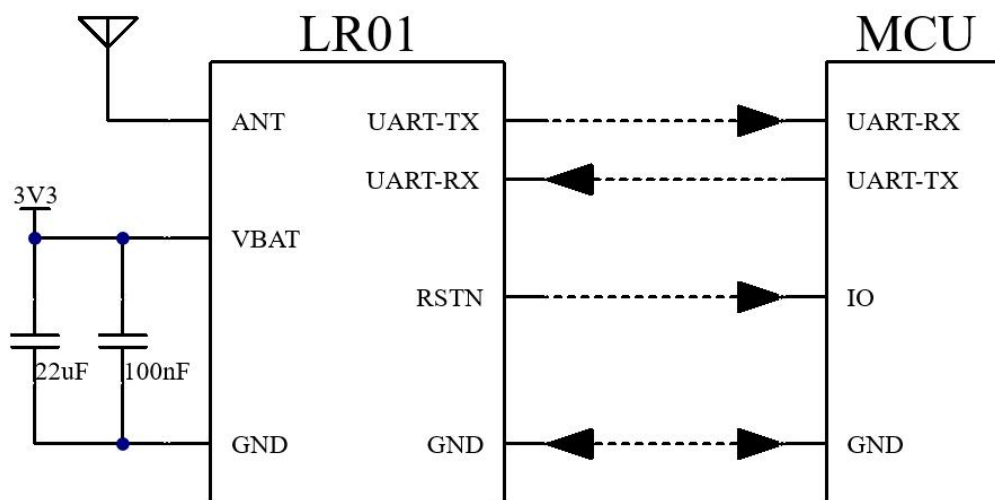 LR01
MCU
ANT
UART-TX
UART-RX
UART-RX
UART-TX
3V3
VBAT
RSTN
IO
22uF
100nF
GND
GND
GND